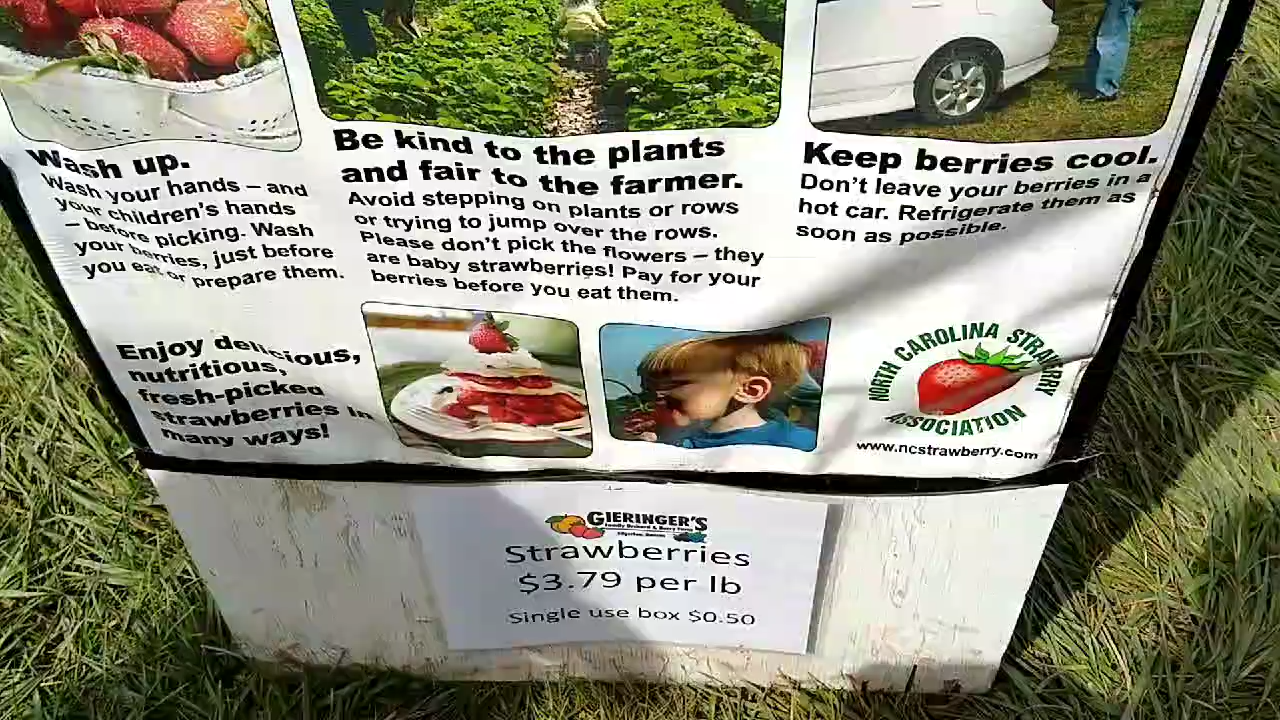 Wash up.
Wash your hands – and
your children's hands
– before picking. Wash
your berries, just before
you eat or prepare them.
Be kind to the plants
and fair to the farmer.
Avoid stepping on plants or rows
or trying to jump over the rows.
Please don't pick the flowers – they
are baby strawberries! Pay for your
berries before you eat them.
Keep berries cool.
Don't leave your berries in a
hot car. Refrigerate them as
soon as possible.
Enjoy delicious,
nutritious,
fresh-picked
strawberries in
many ways!
NORTH CAROLINA STRAWBERRY
ASSOCIATION
www.ncstrawberry.com
GIERINGER'S
Family Orchard & Berry Farm
Strawberries
$3.79 per lb
Single use box $0.50